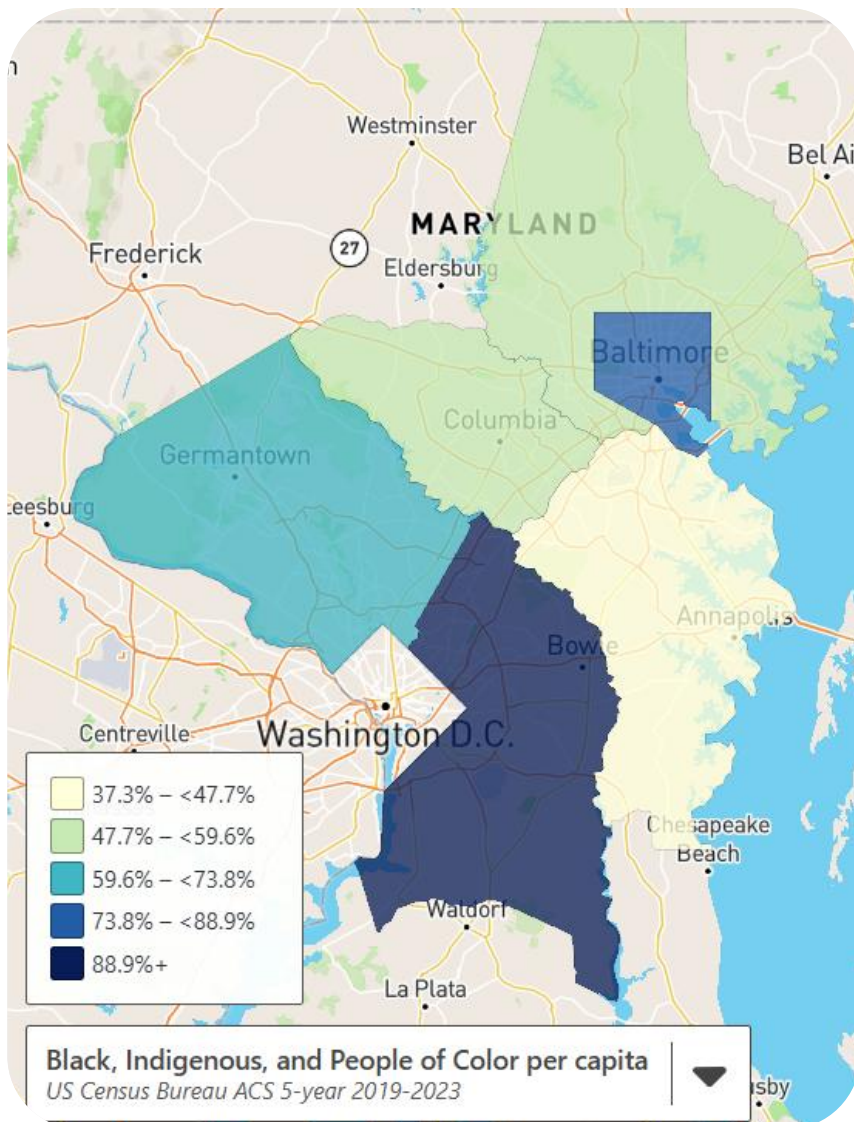 Westminster
Bel Ai
MARYLAND
27
Frederick
Eldersburg
Baltimore
Columbia
Germantown
Leesburg
Annapolis
Bowie
Washington D.C.
Centreville
37.3% – <47.7%
47.7% – <59.6%
59.6% – <73.8%
73.8% – <88.9%
88.9%+
Chesapeake
Beach
Waldorf
La Plata
Black, Indigenous, and People of Color per capita
US Census Bureau ACS 5-year 2019-2023
usby